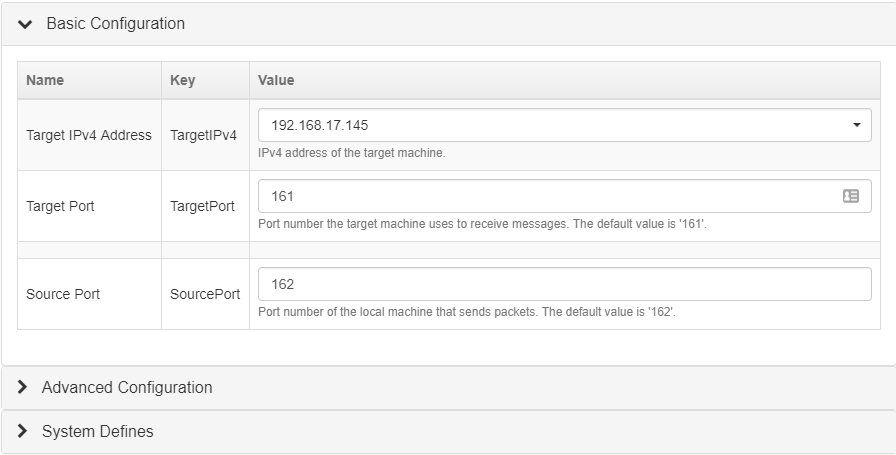 Basic Configuration
Name Key Value
Target IPv4 Address TargetIPv4 192.168.17.145
IPv4 address of the target machine.
Target Port TargetPort 161
Port number the target machine uses to receive messages. The default value is '161'.
Source Port SourcePort 162
Port number of the local machine that sends packets. The default value is '162'.
Advanced Configuration
System Defines